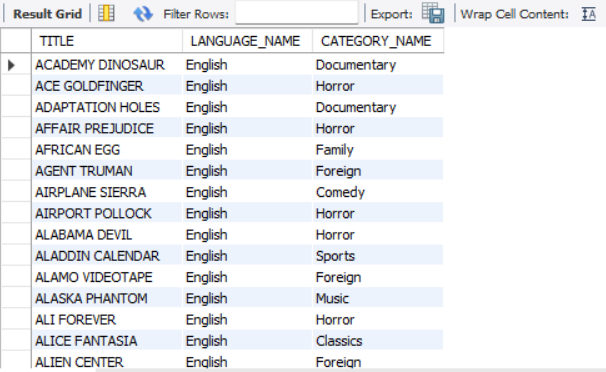 Result Grid Filter Rows: Export: Wrap Cell Content: IA
TITLE LANGUAGE_NAME CATEGORY_NAME
ACADEMY DINOSAUR English Documentary
ACE GOLDFINGER English Horror
ADAPTATION HOLES English Documentary
AFFAIR PREJUDICE English Horror
AFRICAN EGG English Family
AGENT TRUMAN English Foreign
AIRPLANE SIERRA English Comedy
AIRPORT POLLOCK English Horror
ALABAMA DEVIL English Horror
ALADDIN CALENDAR English Sports
ALAMO VIDEOTAPE English Foreign
ALASKA PHANTOM English Music
ALI FOREVER English Horror
ALICE FANTASIA English Classics
ALIEN CENTER English Foreign